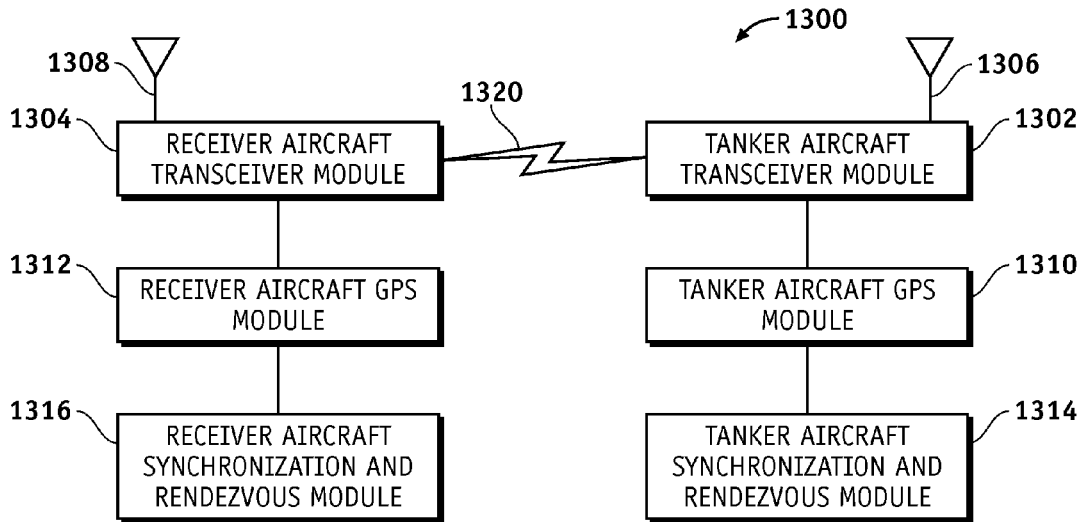 1300
1308
1306
1320
1304
1302
RECEIVER AIRCRAFT
TRANSCEIVER MODULE
TANKER AIRCRAFT
TRANSCEIVER MODULE
1312
1310
RECEIVER AIRCRAFT GPS
MODULE
TANKER AIRCRAFT GPS
MODULE
1316
1314
RECEIVER AIRCRAFT
SYNCHRONIZATION AND
RENDEZVOUS MODULE
TANKER AIRCRAFT
SYNCHRONIZATION AND
RENDEZVOUS MODULE